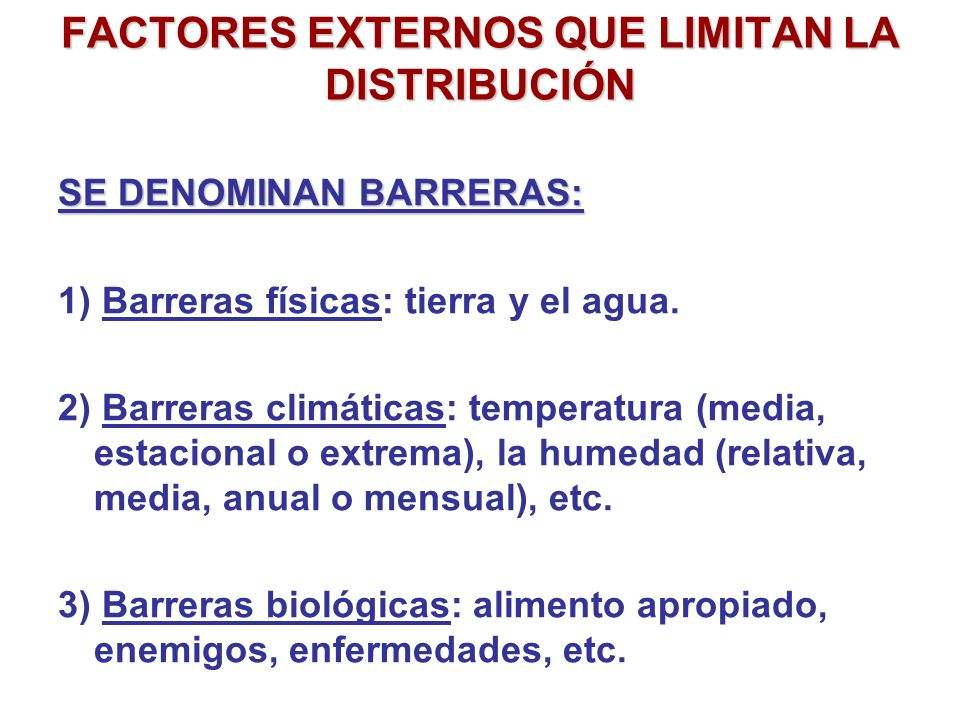 FACTORES EXTERNOS QUE LIMITAN LA
DISTRIBUCIÓN
SE DENOMINAN BARRERAS:
1) Barreras físicas: tierra y el agua.
2) Barreras climáticas: temperatura (media,
estacional o extrema), la humedad (relativa,
media, anual o mensual), etc.
3) Barreras biológicas: alimento apropiado,
enemigos, enfermedades, etc.